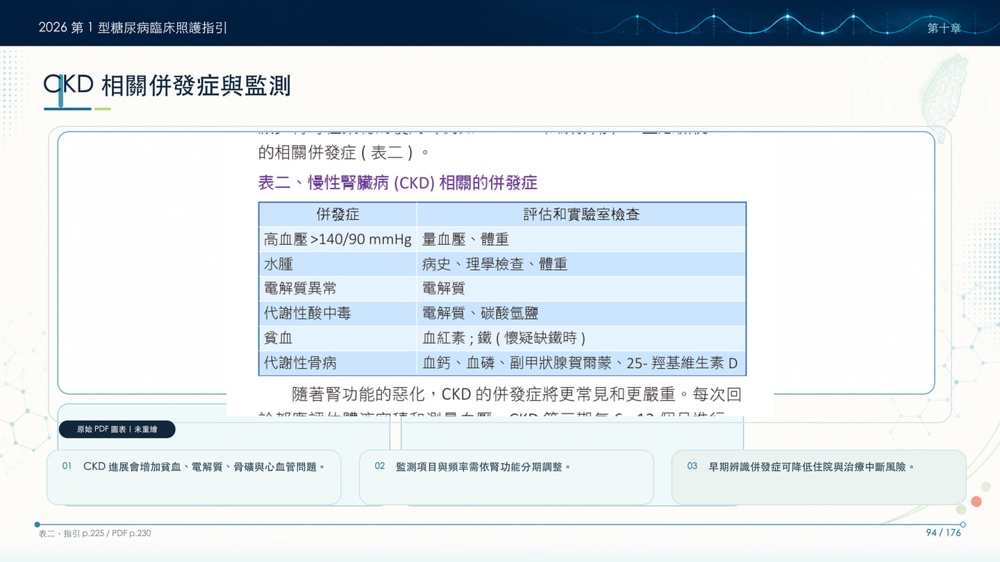 2026 第 1 型糖尿病臨床照護指引
第十章
CKD 相關併發症與監測
的相關併發症 ( 表二 ) 。
表二、慢性腎臟病 (CKD) 相關的併發症
併發症 評估和實驗室檢查
高血壓 >140/90 mmHg 量血壓、體重
水腫 病史、理學檢查、體重
電解質異常 電解質
代謝性酸中毒 電解質、碳酸氫鹽
貧血 血紅素 ; 鐵 ( 懷疑缺鐵時 )
代謝性骨病 血鈣、血磷、副甲狀腺賀爾蒙、25- 羥基維生素 D
隨著腎功能的惡化，CKD 的併發症將更常見和更嚴重。每次回
原始 PDF 圖表｜未重繪
01 CKD 進展會增加貧血、電解質、骨礦與心血管問題。
02 監測項目與頻率需依腎功能分期調整。
03 早期辨識併發症可降低住院與治療中斷風險。
表二・指引 p.225 / PDF p.230
94 / 176